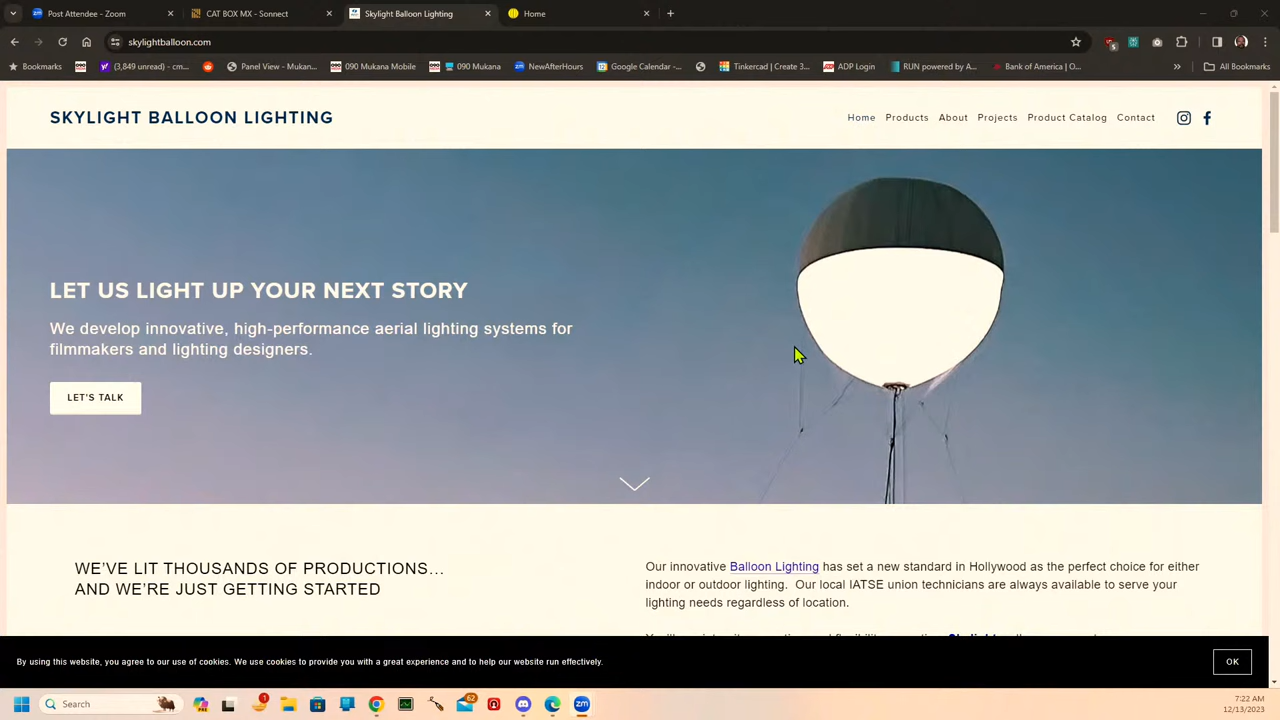 Post Attendee - Zoom
CAT BOX MX - Sonnect
Skylight Balloon Lighting
Home
skylightballoon.com
Bookmarks
(3,849 unread) - cm...
Panel View - Mukan...
090 Mukana Mobile
090 Mukana
NewAfterHours
Google Calendar -...
Tinkercad | Create 3...
ADP Login
RUN powered by A...
Bank of America | O...
All Bookmarks
SKYLIGHT BALLOON LIGHTING
Home Products About Projects Product Catalog Contact
LET US LIGHT UP YOUR NEXT STORY
We develop innovative, high-performance aerial lighting systems for
filmmakers and lighting designers.
LET'S TALK
WE'VE LIT THOUSANDS OF PRODUCTIONS…
AND WE'RE JUST GETTING STARTED
Our innovative Balloon Lighting has set a new standard in Hollywood as the perfect choice for either
indoor or outdoor lighting. Our local IATSE union technicians are always available to serve your
lighting needs regardless of location.
By using this website, you agree to our use of cookies. We use cookies to provide you with a great experience and to help our website run effectively.
OK
Search
1
62
7:22 AM
12/13/2023